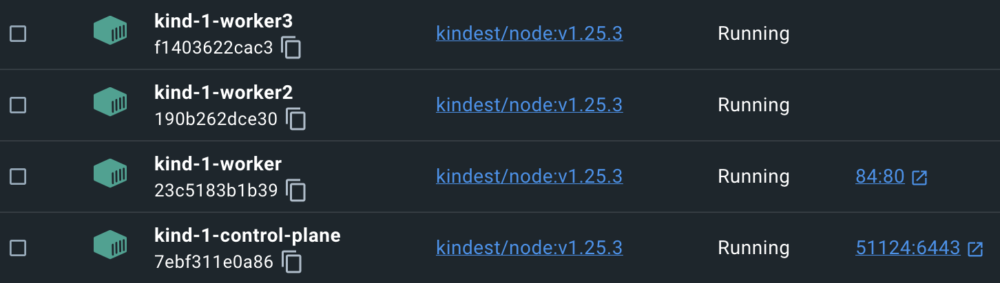 kind-1-worker3
f1403622cac3
kindest/node:v1.25.3
Running
kind-1-worker2
190b262dce30
kindest/node:v1.25.3
Running
kind-1-worker
23c5183b1b39
kindest/node:v1.25.3
Running
84:80
kind-1-control-plane
7ebf311e0a86
kindest/node:v1.25.3
Running
51124:6443